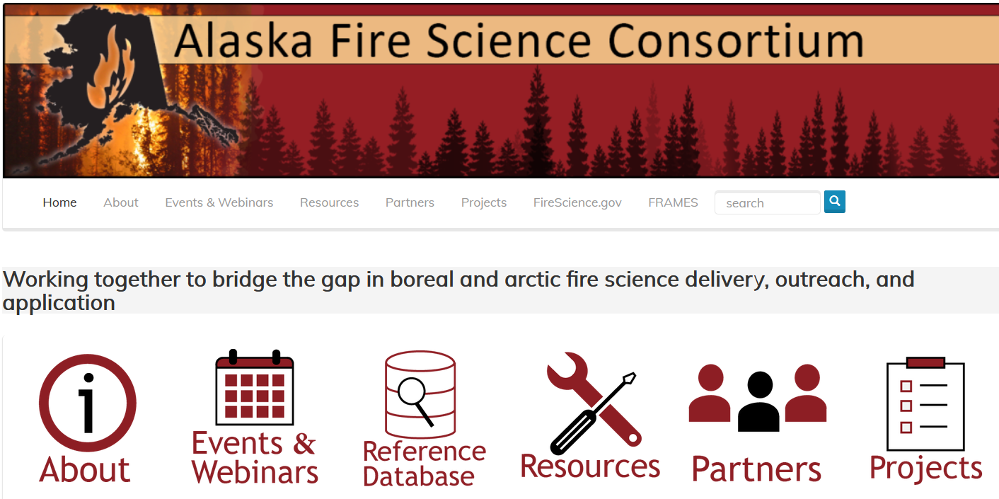 Alaska Fire Science Consortium
Home About Events & Webinars Resources Partners Projects FireScience.gov FRAMES search
Working together to bridge the gap in boreal and arctic fire science delivery, outreach, and
application
About
Events &
Webinars
Reference
Database
Resources
Partners
Projects